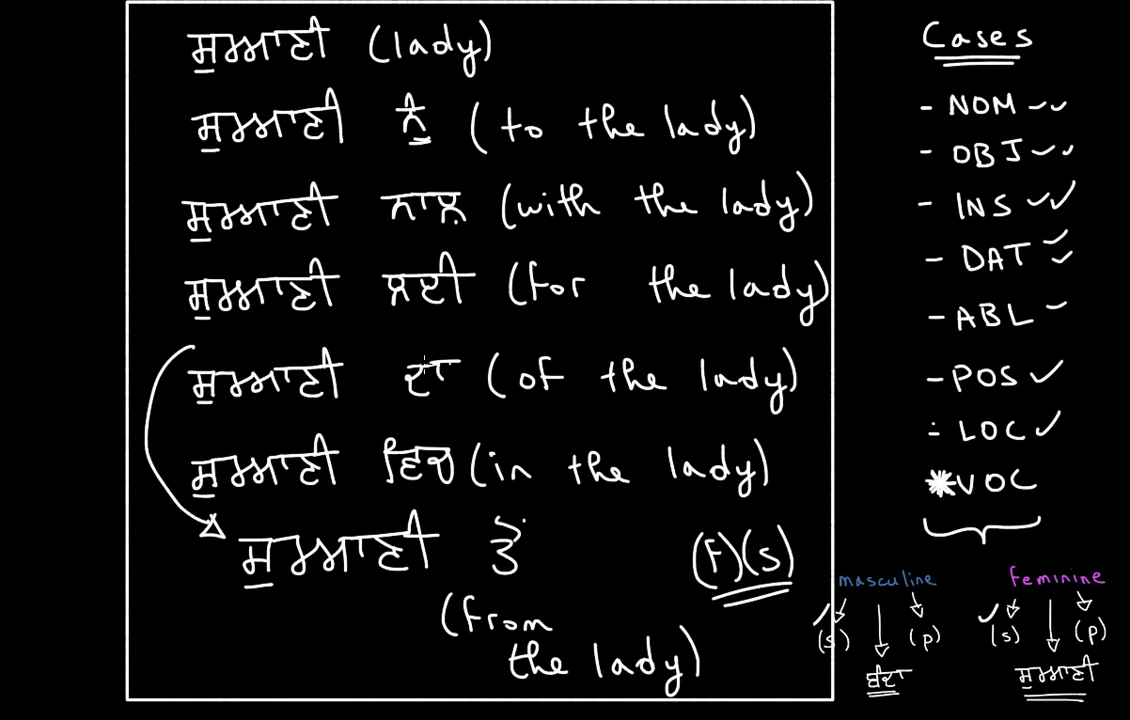 ਸੁਆਣੀ (lady)
ਸੁਆਣੀ ਨੂੰ (to the lady)
ਸੁਆਣੀ ਨਾਲ (with the lady)
ਸੁਆਣੀ ਲਈ (for the lady)
ਸੁਆਣੀ ਦਾ (of the lady)
ਸੁਆਣੀ ਵਿਚ (in the lady)
ਸੁਆਣੀ ਤੋਂ (F)(s)
(from
the lady)
Cases
- NOM
- OBJ
- INS
- DAT
- ABL
- POS
- LOC
* VOC
masculine feminine
(s) (p) (s) (p)
ਬੰਦਾ ਸੁਆਣੀ